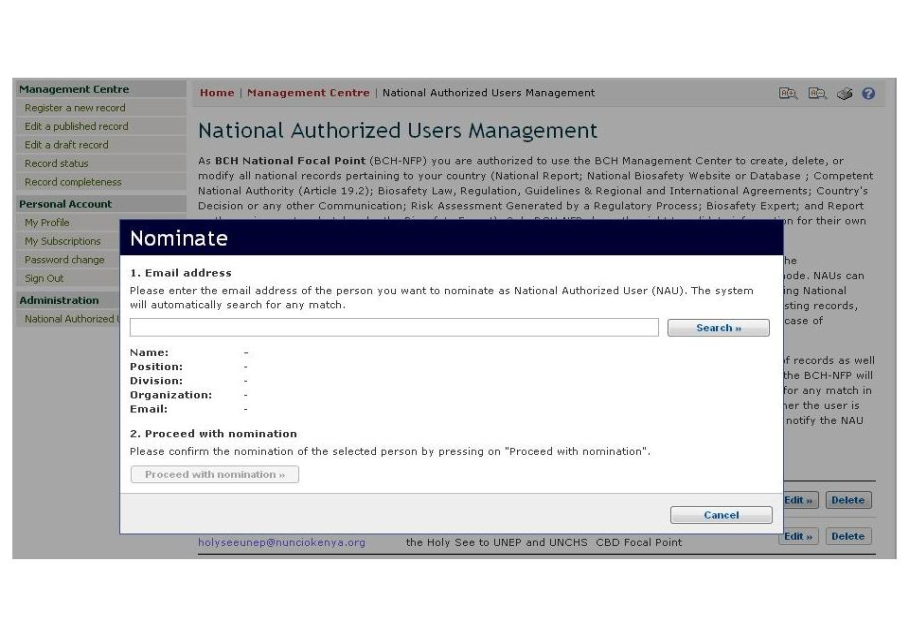 Management Centre
Register a new record
Edit a published record
Edit a draft record
Record status
Record completeness
Personal Account
My Profile
My Subscriptions
Password change
Sign Out
Administration
National Authorized
Home | Management Centre | National Authorized Users Management
National Authorized Users Management
As BCH National Focal Point (BCH-NFP) you are authorized to use the BCH Management Center to create, delete, or
modify all national records pertaining to your country (National Report; National Biosafety Website or Database ; Competent
National Authority (Article 19.2); Biosafety Law, Regulation, Guidelines & Regional and International Agreements; Country's
Decision or any other Communication; Risk Assessment Generated by a Regulatory Process; Biosafety Expert; and Report
on for their own
NAUs can
ng National
sting records,
case of
of records as well
the BCH-NFP will
for any match in
her the user is
notify the NAU
Nominate
1. Email address
Please enter the email address of the person you want to nominate as National Authorized User (NAU). The system
will automatically search for any match.
Search »
Name: -
Position: -
Division: -
Organization: -
Email: -
2. Proceed with nomination
Please confirm the nomination of the selected person by pressing on "Proceed with nomination".
Proceed with nomination »
Cancel
Edit » Delete
holyseeunep@nunciokenya.org the Holy See to UNEP and UNCHS CBD Focal Point Edit » Delete